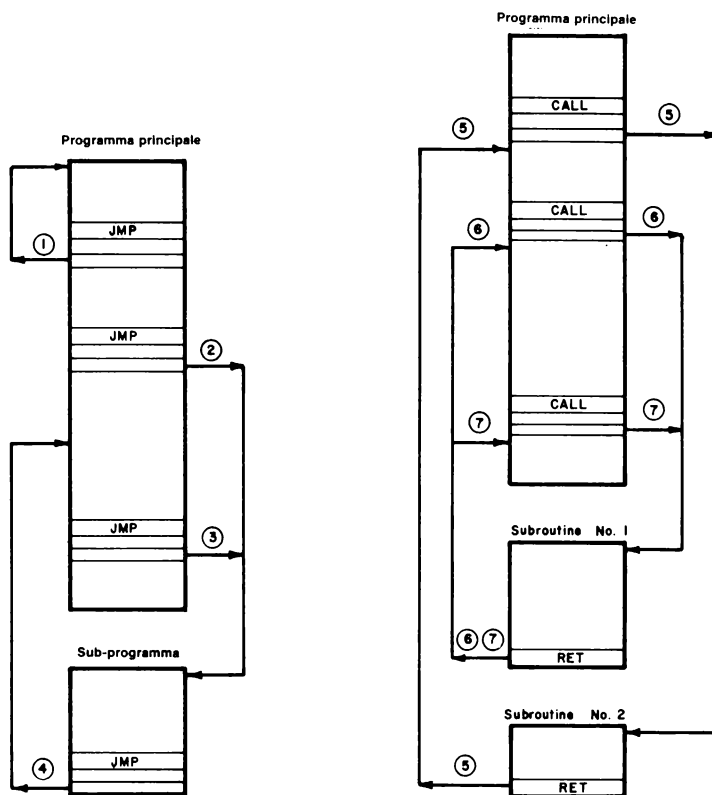 Programma principale
JMP
①
JMP
②
JMP
③
Sub-programma
JMP
④
Programma principale
CALL
⑤
⑤
CALL
⑥
⑥
CALL
⑦
⑦
Subroutine No. 1
⑥ ⑦
RET
Subroutine No. 2
⑤
RET